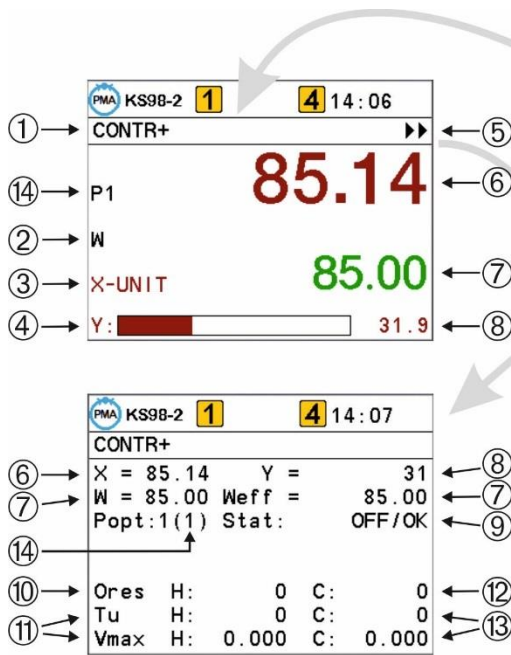 PMA KS98-2 1 4 14:06
① CONTR+ ▶▶ ⑤
85.14 ⑥
⑭ P1
② W
③ X-UNIT 85.00 ⑦
④ Y: 31.9 ⑧
PMA KS98-2 1 4 14:07
CONTR+
⑥ X = 85.14 Y = 31 ⑧
⑦ W = 85.00 Weff = 85.00 ⑦
Popt:1(1) Stat: OFF/OK ⑨
⑭
⑩ Ores H: 0 C: 0 ⑫
⑪ Tu H: 0 C: 0 ⑬
Vmax H: 0.000 C: 0.000